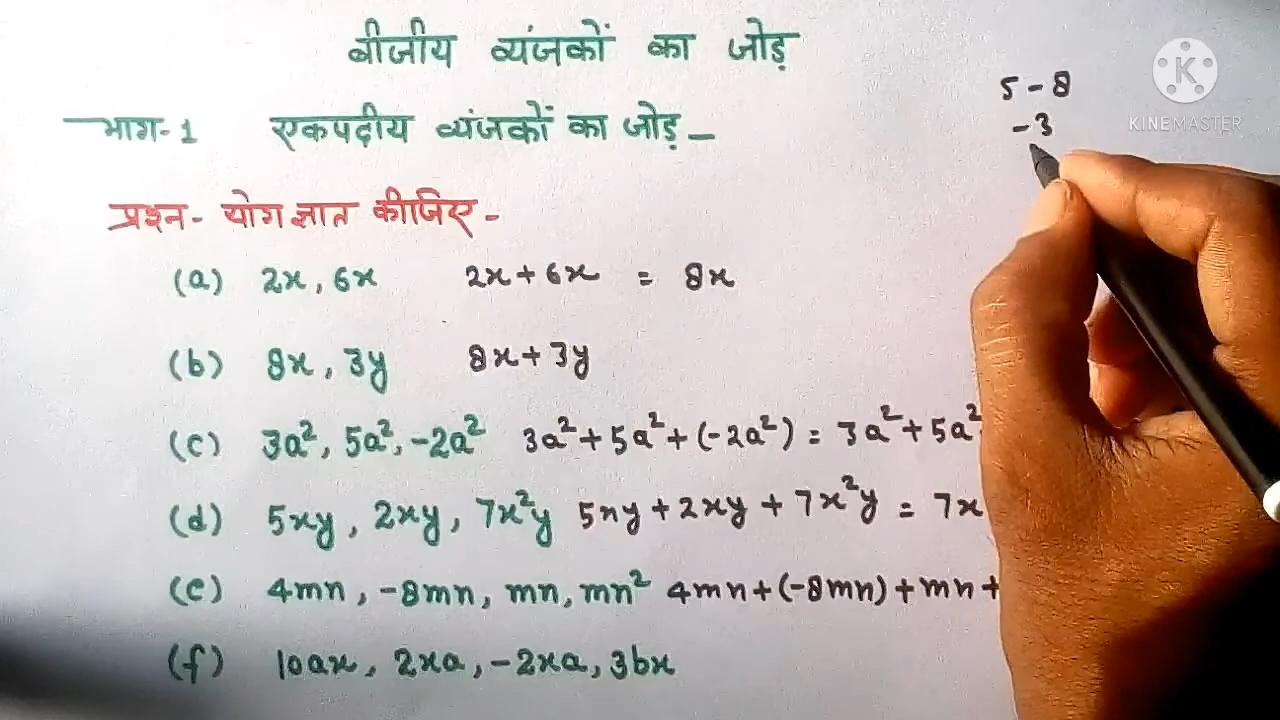 बीजीय व्यंजकों का जोड़
5 - 8
- 3
K
KINEMASTER
भाग-1 एकपदीय व्यंजकों का जोड़ -
प्रश्न- योग ज्ञात कीजिए -
(a) 2x, 6x 2x + 6x = 8x
(b) 8x, 3y 8x + 3y
(c) 3a², 5a², -2a² 3a² + 5a² + (-2a²) = 3a² + 5a²
(d) 5xy, 2xy, 7x²y 5xy + 2xy + 7x²y = 7x
(e) 4mn, -8mn, mn, mn² 4mn + (-8mn) + mn +
(f) 10ax, 2xa, -2xa, 3bx